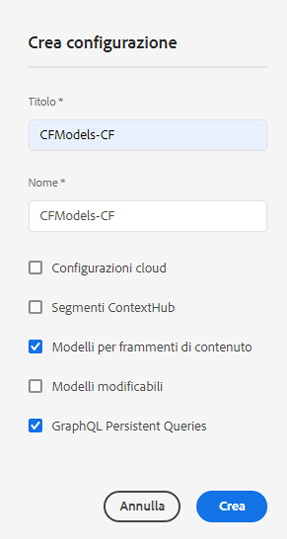 Crea configurazione
Titolo *
CFModels-CF
Nome *
CFModels-CF
Configurazioni cloud
Segmenti ContextHub
Modelli per frammenti di contenuto
Modelli modificabili
GraphQL Persistent Queries
Annulla Crea